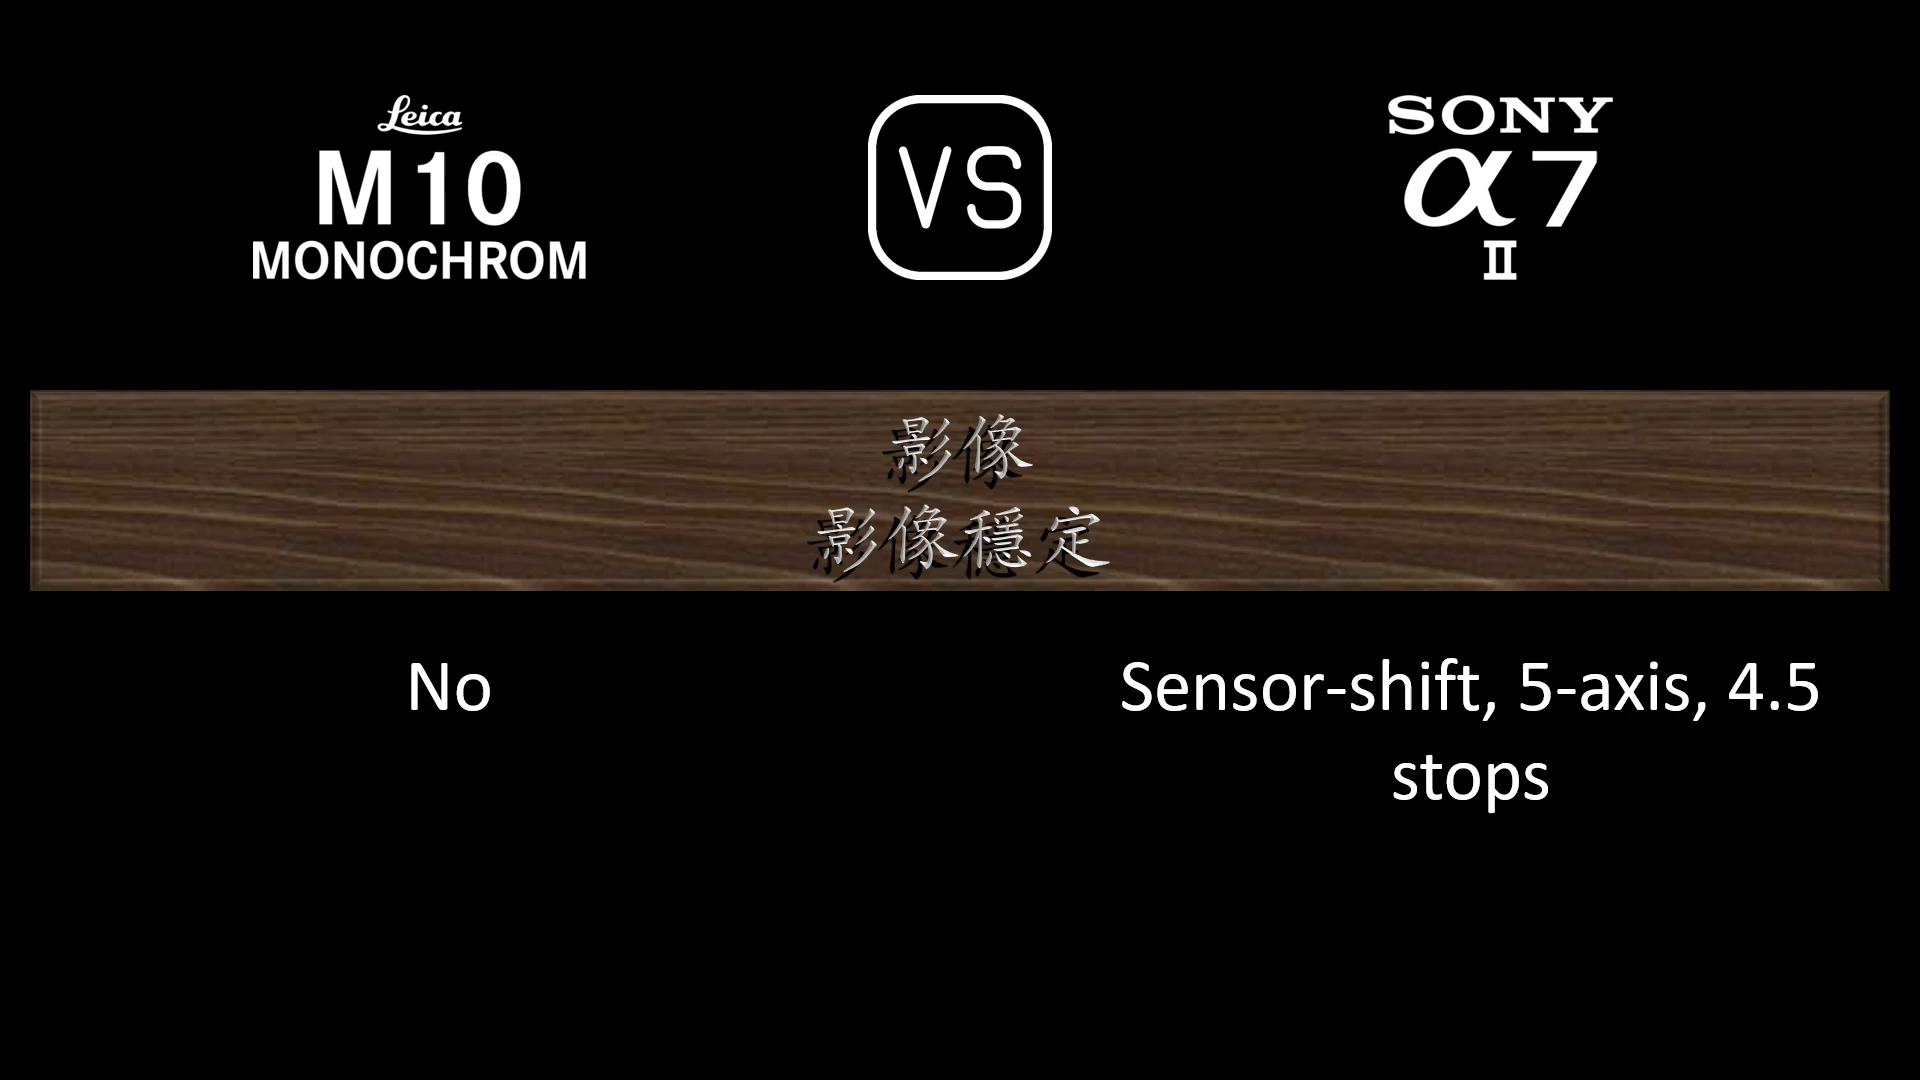 Leica
M10
MONOCHROM
VS
SONY
α7
II
影像
影像穩定
No
Sensor-shift, 5-axis, 4.5
stops